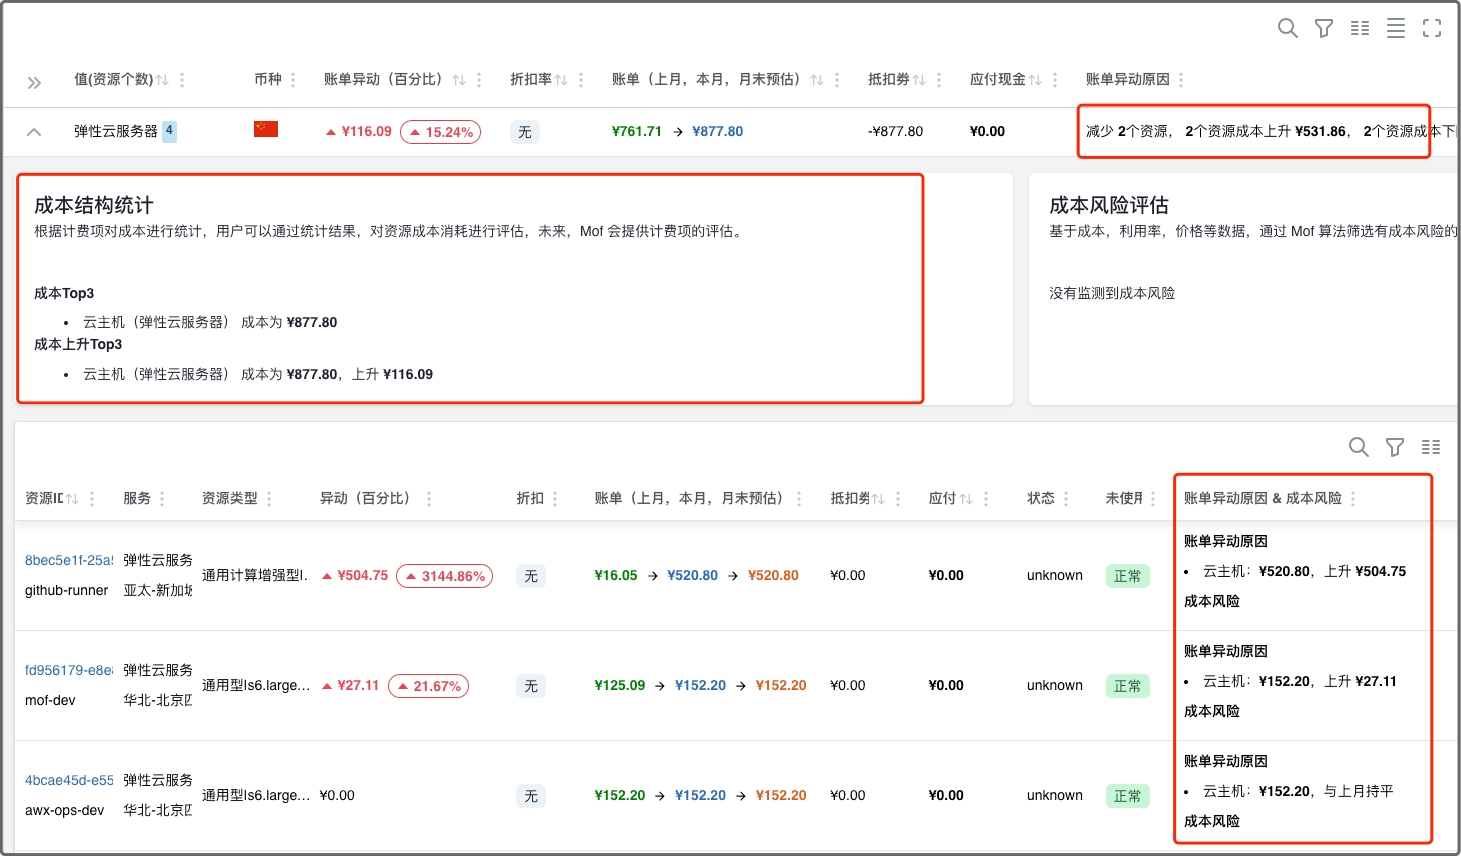 值(资源个数) 币种 账单异动（百分比） 折扣率 账单（上月，本月，月末预估） 抵扣券 应付现金 账单异动原因
弹性云服务器 4 ¥116.09 15.24% 无 ¥761.71 → ¥877.80 -¥877.80 ¥0.00 减少 2个资源， 2个资源成本上升 ¥531.86， 2个资源成本下
成本结构统计
根据计费项对成本进行统计，用户可以通过统计结果，对资源成本消耗进行评估，未来，Mof 会提供计费项的评估。
成本Top3
• 云主机（弹性云服务器） 成本为 ¥877.80
成本上升Top3
• 云主机（弹性云服务器） 成本为 ¥877.80，上升 ¥116.09
成本风险评估
基于成本，利用率，价格等数据，通过 Mof 算法筛选有成本风险的
没有监测到成本风险
资源ID 服务 资源类型 异动（百分比） 折扣 账单（上月，本月，月末预估） 抵扣券 应付 状态 未使用 账单异动原因 & 成本风险
8bec5e1f-25a 弹性云服务 通用计算增强型l... ¥504.75 3144.86% 无 ¥16.05 → ¥520.80 → ¥520.80 ¥0.00 ¥0.00 unknown 正常
github-runner 亚太-新加坡
账单异动原因
• 云主机：¥520.80，上升 ¥504.75
成本风险
fd956179-e8e 弹性云服务 通用型ls6.large... ¥27.11 21.67% 无 ¥125.09 → ¥152.20 → ¥152.20 ¥0.00 ¥0.00 unknown 正常
mof-dev 华北-北京四
账单异动原因
• 云主机：¥152.20，上升 ¥27.11
成本风险
4bcae45d-e55 弹性云服务 通用型ls6.large... ¥0.00 无 ¥152.20 → ¥152.20 → ¥152.20 ¥0.00 ¥0.00 unknown 正常
awx-ops-dev 华北-北京四
账单异动原因
• 云主机：¥152.20，与上月持平
成本风险